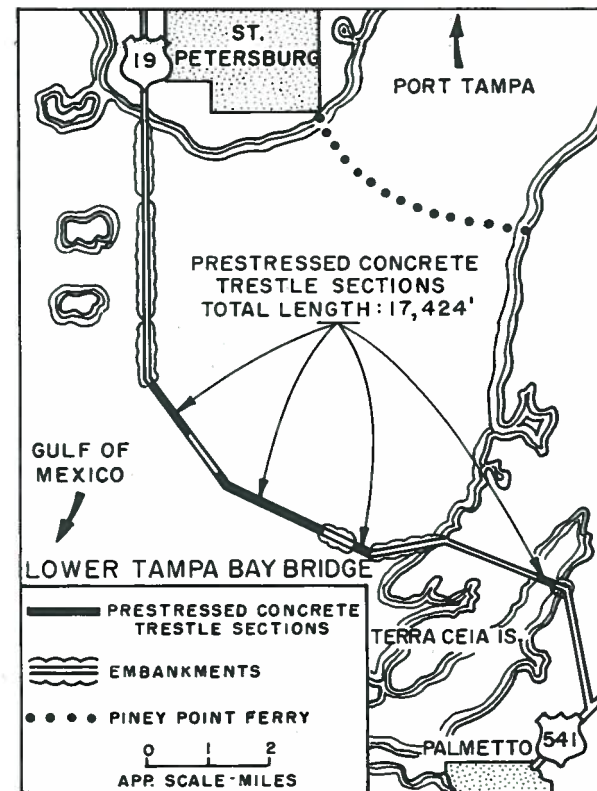 ST.
PETERSBURG
19
PORT TAMPA
PRESTRESSED CONCRETE
TRESTLE SECTIONS
TOTAL LENGTH: 17,424'
GULF OF
MEXICO
LOWER TAMPA BAY BRIDGE
PRESTRESSED CONCRETE
TRESTLE SECTIONS
EMBANKMENTS
PINEY POINT FERRY
0 1 2
APP. SCALE-MILES
TERRA CEIA IS.
PALMETTO
541